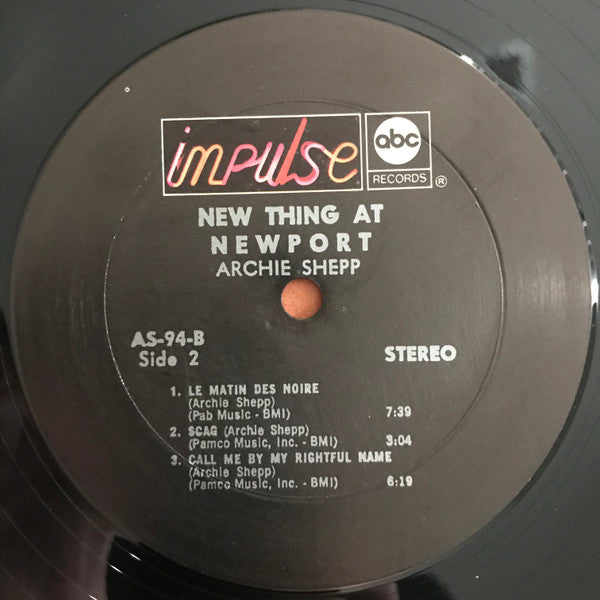 impulse abc
RECORDS ®
NEW THING AT
NEWPORT
ARCHIE SHEPP
AS-94-B
Side 2 STEREO
1. LE MATIN DES NOIRE
(Archie Shepp)
(Pab Music - BMI) 7:39
2. SCAG (Archie Shepp)
(Pamco Music, Inc. - BMI) 3:04
3. CALL ME BY MY RIGHTFUL NAME
(Archie Shepp)
(Pamco Music, Inc. - BMI) 6:19